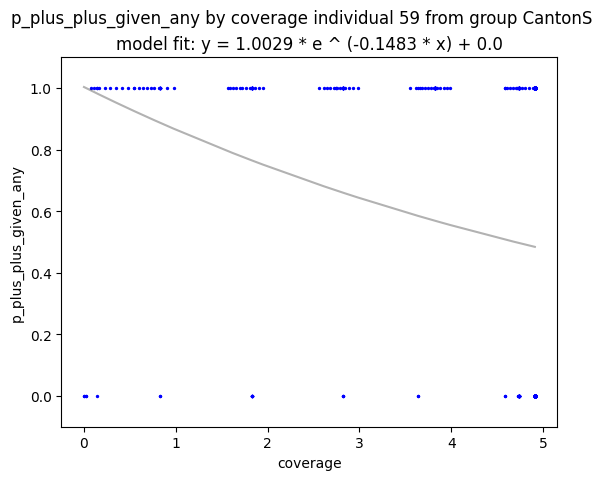 p_plus_plus_given_any by coverage individual 59 from group CantonS
model fit: y = 1.0029 * e ^ (-0.1483 * x) + 0.0
1.0
0.8
0.6
0.4
0.2
0.0
p_plus_plus_given_any
0 1 2 3 4 5
coverage